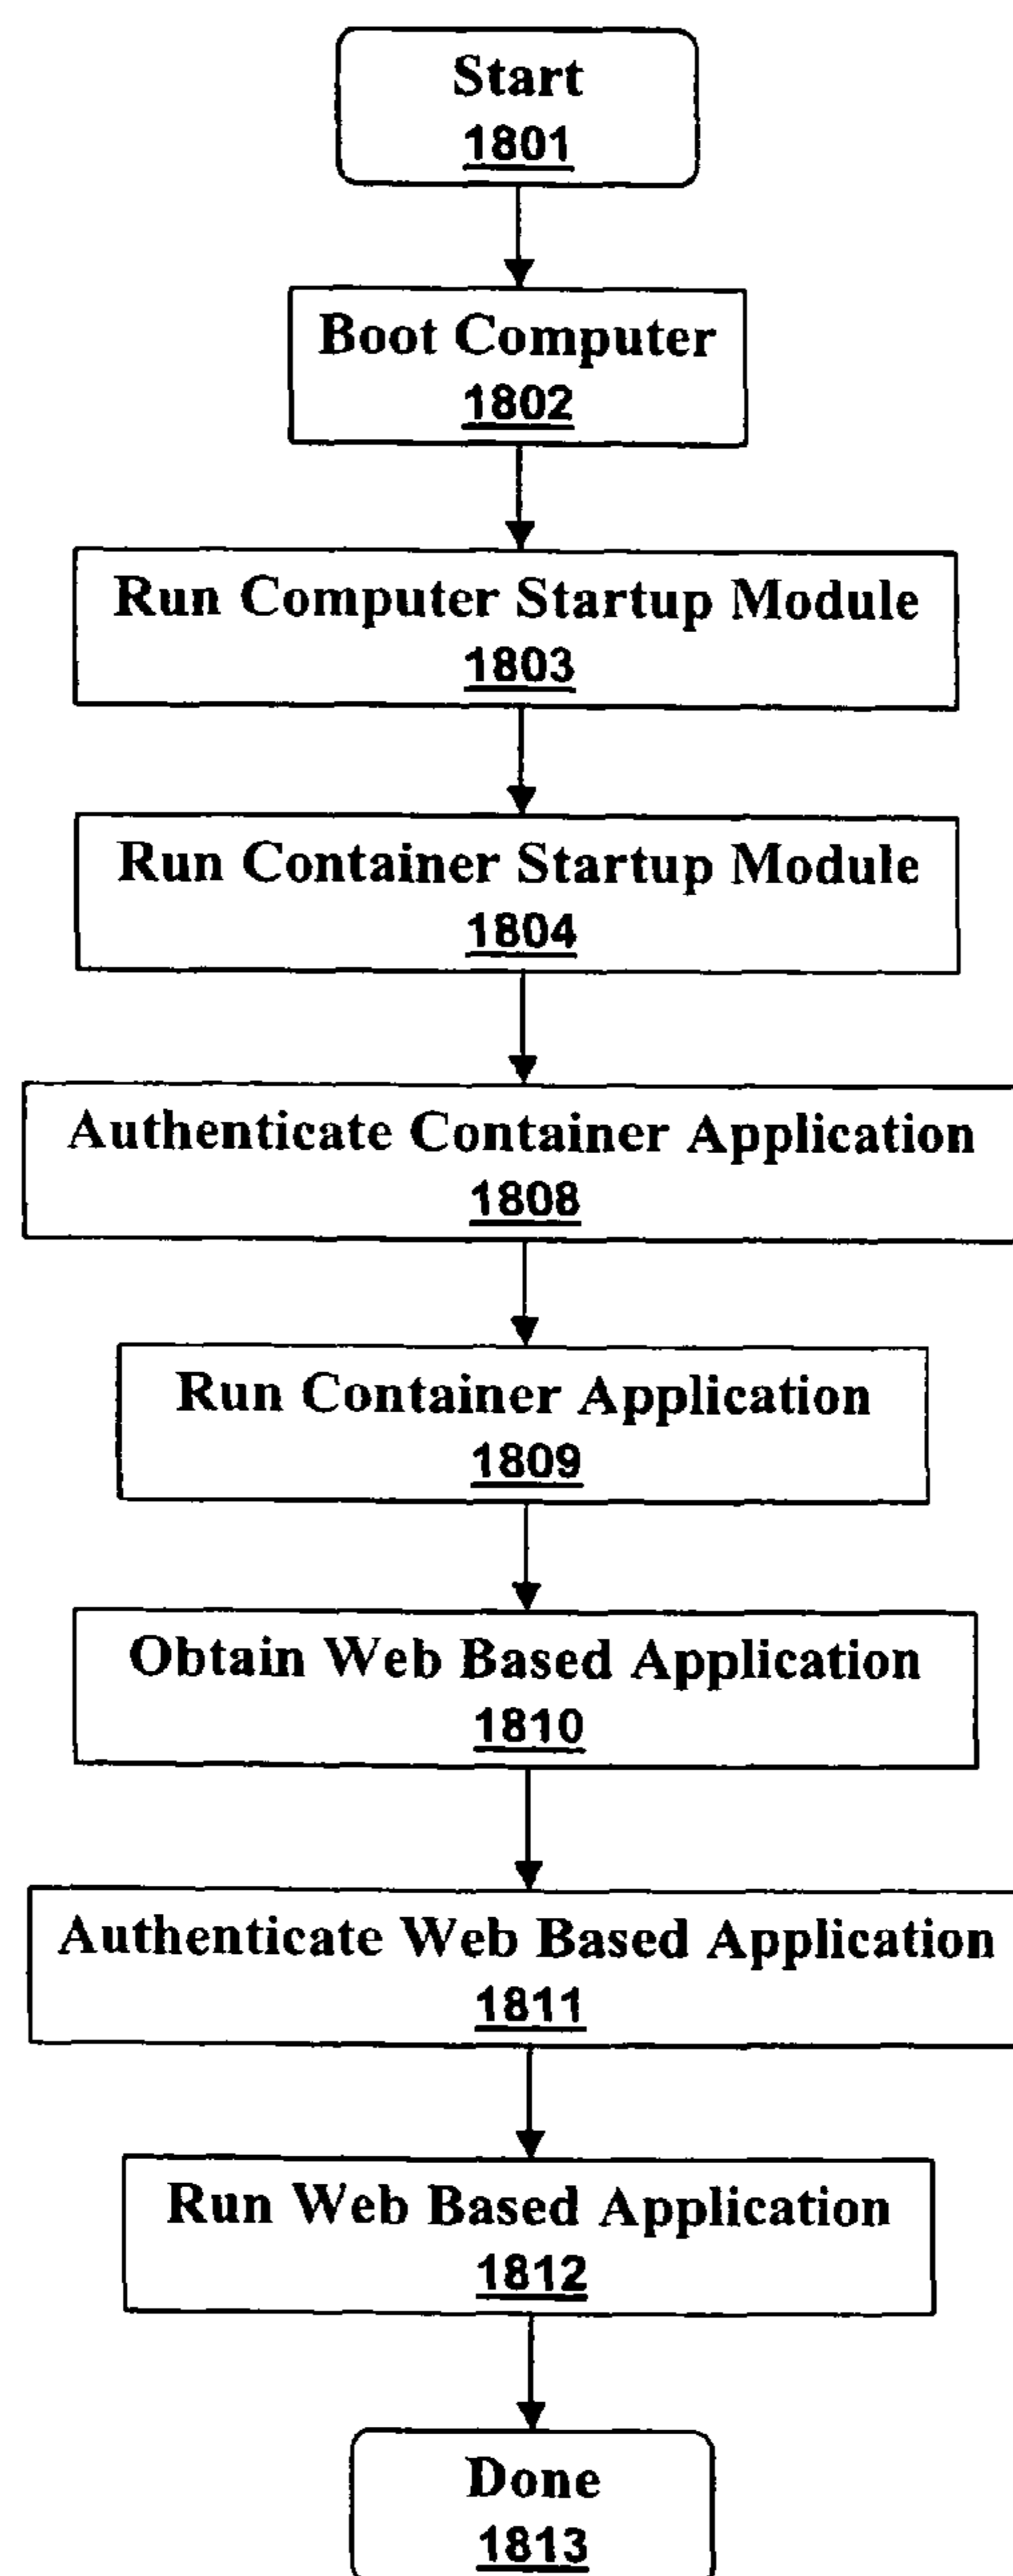 Start
1801
Boot Computer
1802
Run Computer Startup Module
1803
Run Container Startup Module
1804
Authenticate Container Application
1808
Run Container Application
1809
Obtain Web Based Application
1810
Authenticate Web Based Application
1811
Run Web Based Application
1812
Done
1813